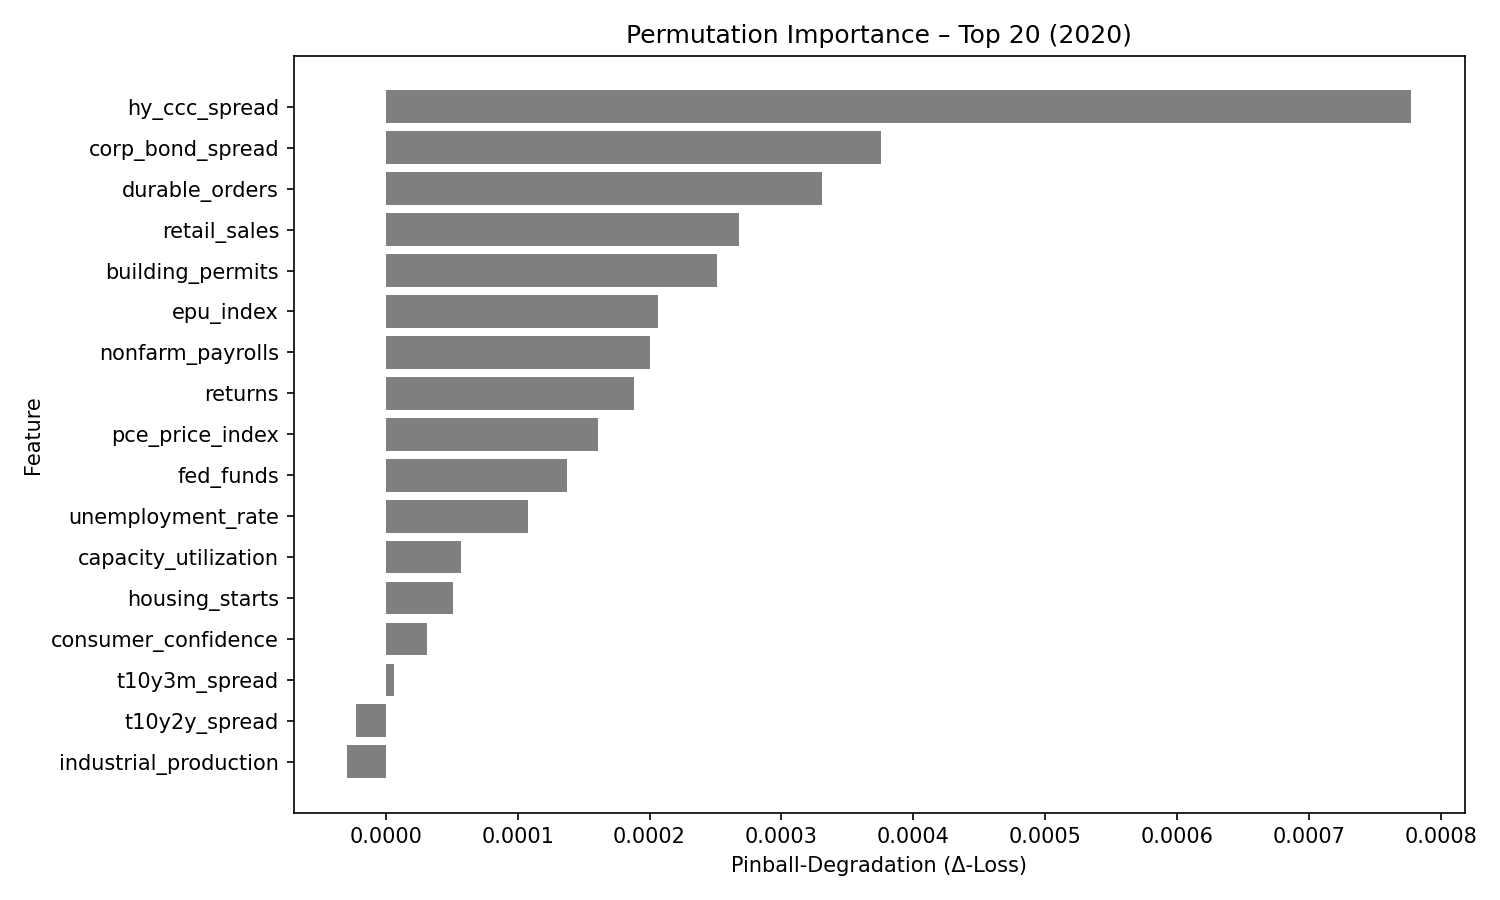 Permutation Importance – Top 20 (2020)
hy_ccc_spread
corp_bond_spread
durable_orders
retail_sales
building_permits
epu_index
nonfarm_payrolls
returns
pce_price_index
fed_funds
unemployment_rate
capacity_utilization
housing_starts
consumer_confidence
t10y3m_spread
t10y2y_spread
industrial_production
Feature
0.0000 0.0001 0.0002 0.0003 0.0004 0.0005 0.0006 0.0007 0.0008
Pinball-Degradation (Δ-Loss)